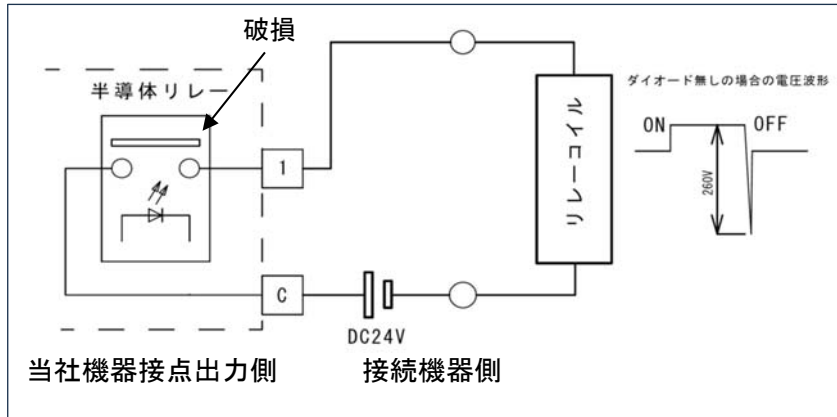 破損
半導体リレー
1
C
DC24V
リレーコイル
ダイオード無しの場合の電圧波形
ON
OFF
260V
当社機器接点出力側
接続機器側